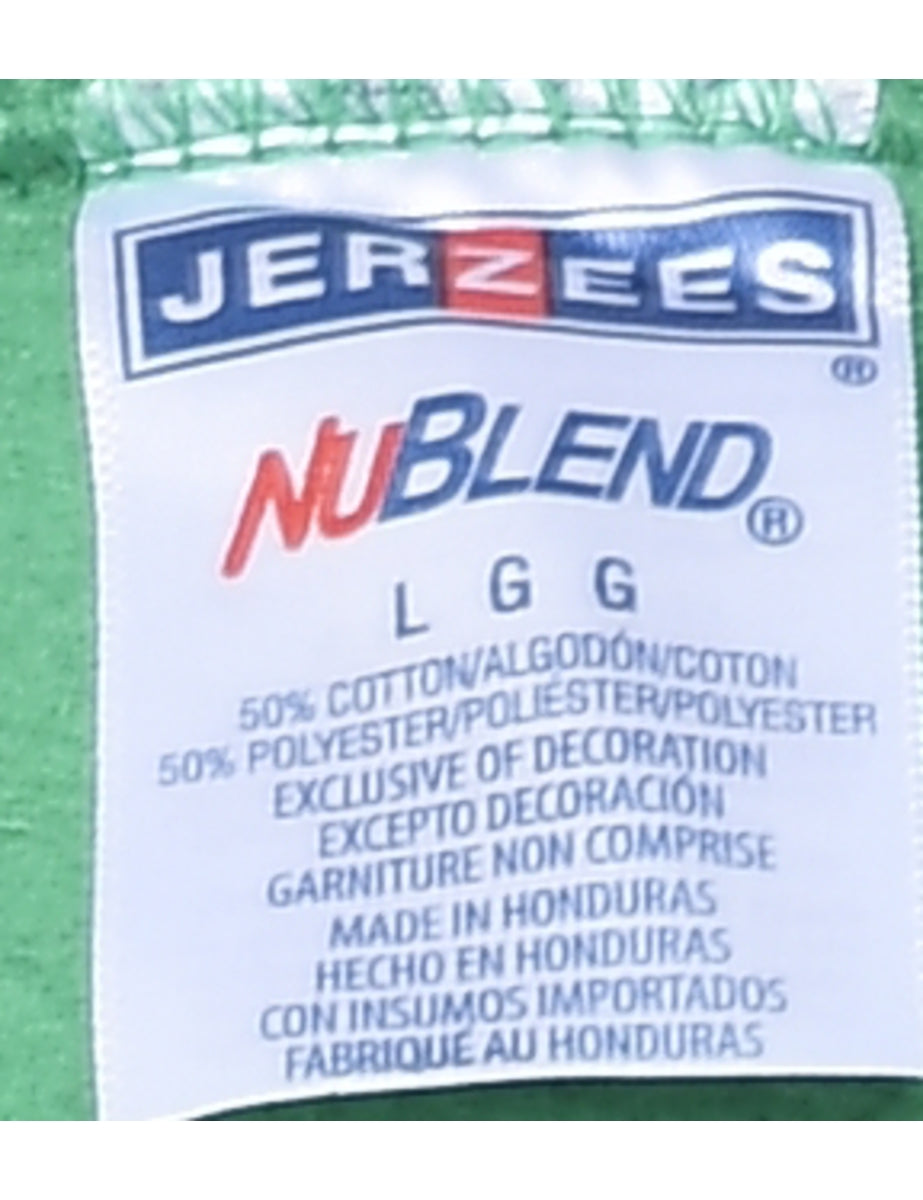 JERZEES
®
NUBLEND®
L G G
50% COTTON/ALGODÓN/COTON
50% POLYESTER/POLIÉSTER/POLYESTER
EXCLUSIVE OF DECORATION
EXCEPTO DECORACIÓN
GARNITURE NON COMPRISE
MADE IN HONDURAS
HECHO EN HONDURAS
CON INSUMOS IMPORTADOS
FABRIQUÉ AU HONDURAS